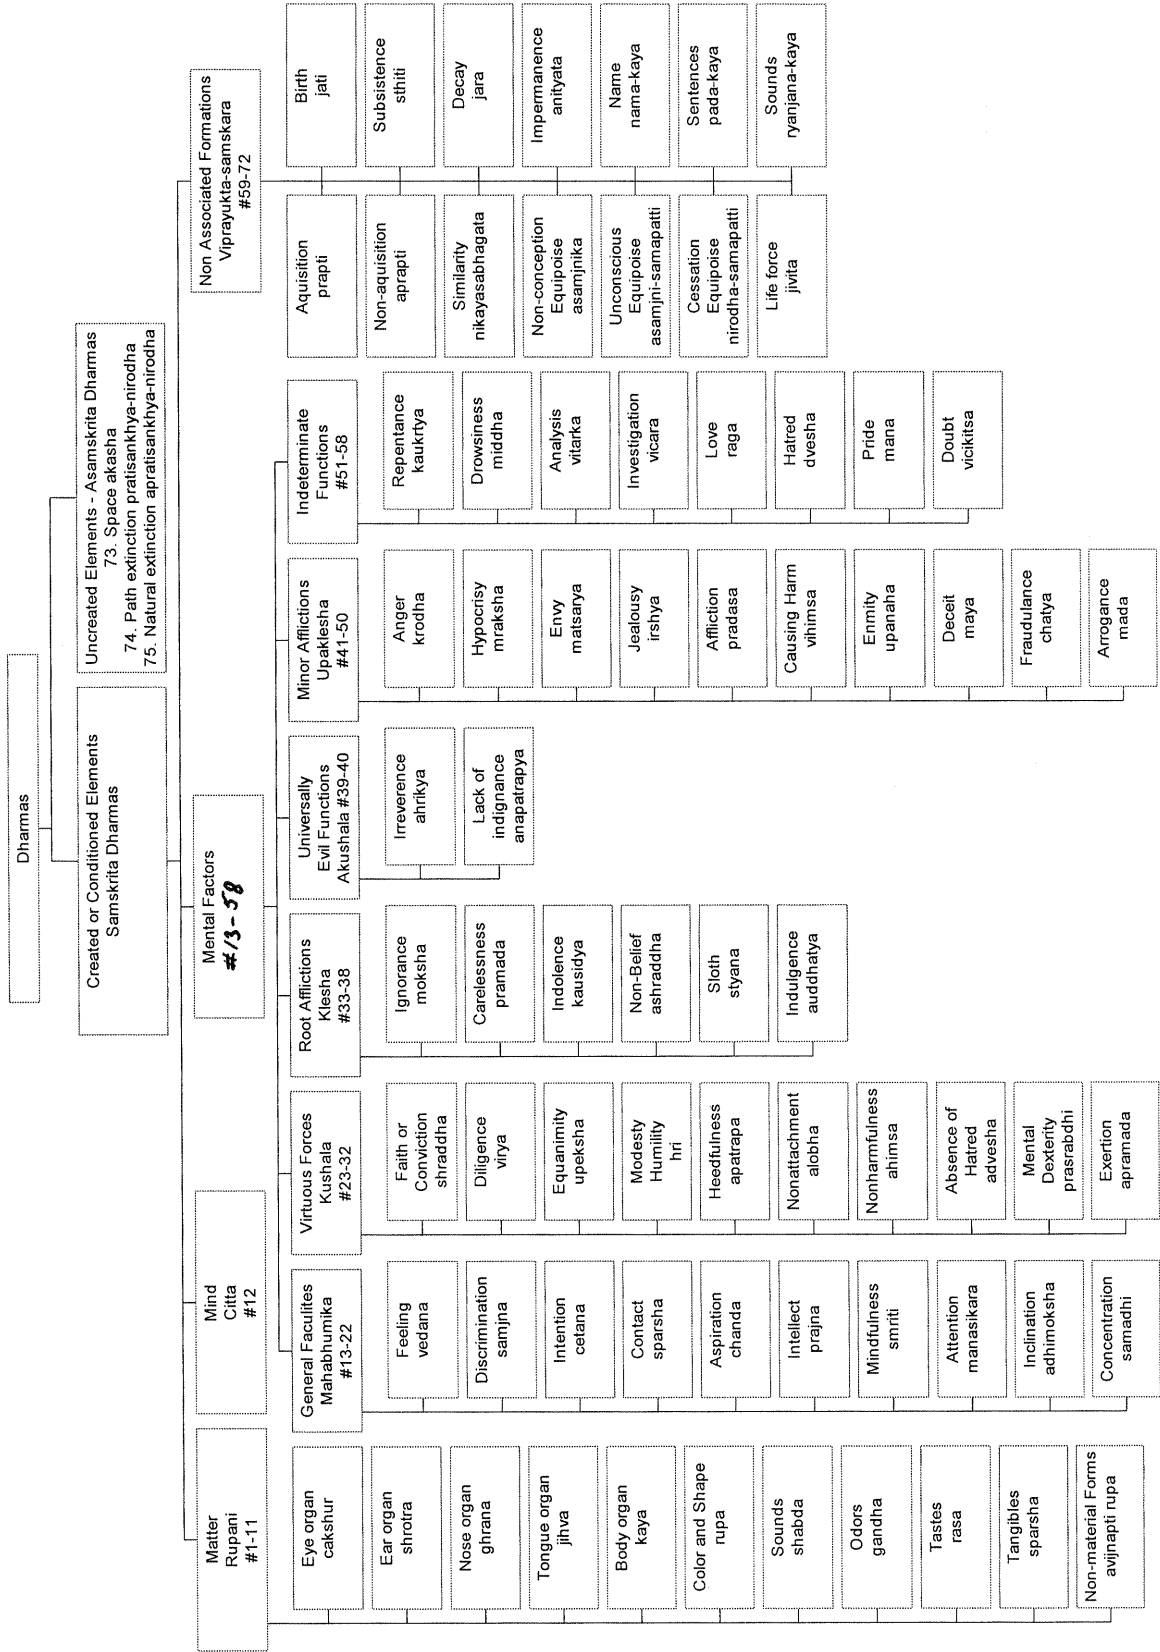 Dharmas
Created or Conditioned Elements
Samskrita Dharmas
Uncreated Elements - Asamskrita Dharmas
73. Space akasha
74. Path extinction pratisankhya-nirodha
75. Natural extinction apratisankhya-nirodha
Matter
Rupani
#1-11
Mind
Citta
#12
Mental Factors
#13-58
Non Associated Formations
Viprayukta-samskara
#59-72
Eye organ
cakshur
Ear organ
shrotra
Nose organ
ghrana
Tongue organ
jihva
Body organ
kaya
Color and Shape
rupa
Sounds
shabda
Odors
gandha
Tastes
rasa
Tangibles
sparsha
Non-material Forms
avijnapti rupa
General Faculites
Mahabhumika
#13-22
Feeling
vedana
Discrimination
samjna
Intention
cetana
Contact
sparsha
Aspiration
chanda
Intellect
prajna
Mindfulness
smriti
Attention
manasikara
Inclination
adhimoksha
Concentration
samadhi
Virtuous Forces
Kushala
#23-32
Faith or
Conviction
shraddha
Diligence
virya
Equanimity
upeksha
Modesty
Humility
hri
Heedfulness
apatrapa
Nonattachment
alobha
Nonharmfulness
ahimsa
Absence of
Hatred
advesha
Mental
Dexterity
prasrabdhi
Exertion
apramada
Root Afflictions
Klesha
#33-38
Ignorance
moksha
Carelessness
pramada
Indolence
kausidya
Non-Belief
ashraddha
Sloth
styana
Indulgence
auddhatya
Universally
Evil Functions
Akushala #39-40
Irreverence
ahrikya
Lack of
indignance
anapatrapya
Minor Afflictions
Upaklesha
#41-50
Anger
krodha
Hypocrisy
mraksha
Envy
matsarya
Jealousy
irshya
Affliction
pradasa
Causing Harm
vihimsa
Enmity
upanaha
Deceit
maya
Fraudulance
chatya
Arrogance
mada
Indeterminate
Functions
#51-58
Repentance
kaukrtya
Drowsiness
middha
Analysis
vitarka
Investigation
vicara
Love
raga
Hatred
dvesha
Pride
mana
Doubt
vicikitsa
Aquisition
prapti
Non-aquisition
aprapti
Similarity
nikayasabhagata
Non-conception
Equipoise
asamjnika
Unconscious
Equipoise
asamjni-samapatti
Cessation
Equipoise
nirodha-samapatti
Life force
jivita
Birth
jati
Subsistence
sthiti
Decay
jara
Impermanence
anityata
Name
nama-kaya
Sentences
pada-kaya
Sounds
ryanjana-kaya